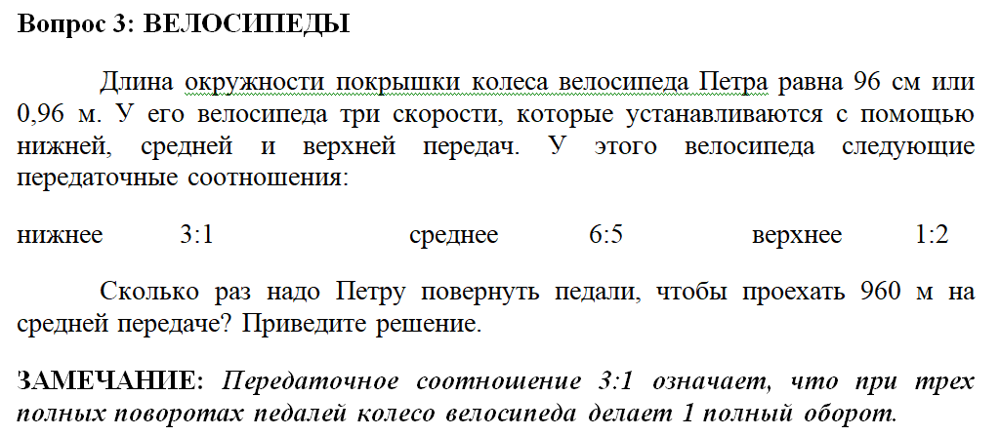 Вопрос 3: ВЕЛОСИПЕДЫ
Длина окружности покрышки колеса велосипеда Петра равна 96 см или
0,96 м. У его велосипеда три скорости, которые устанавливаются с помощью
нижней, средней и верхней передач. У этого велосипеда следующие
передаточные соотношения:
нижнее 3:1 среднее 6:5 верхнее 1:2
Сколько раз надо Петру повернуть педали, чтобы проехать 960 м на
средней передаче? Приведите решение.
ЗАМЕЧАНИЕ: Передаточное соотношение 3:1 означает, что при трех
полных поворотах педалей колесо велосипеда делает 1 полный оборот.